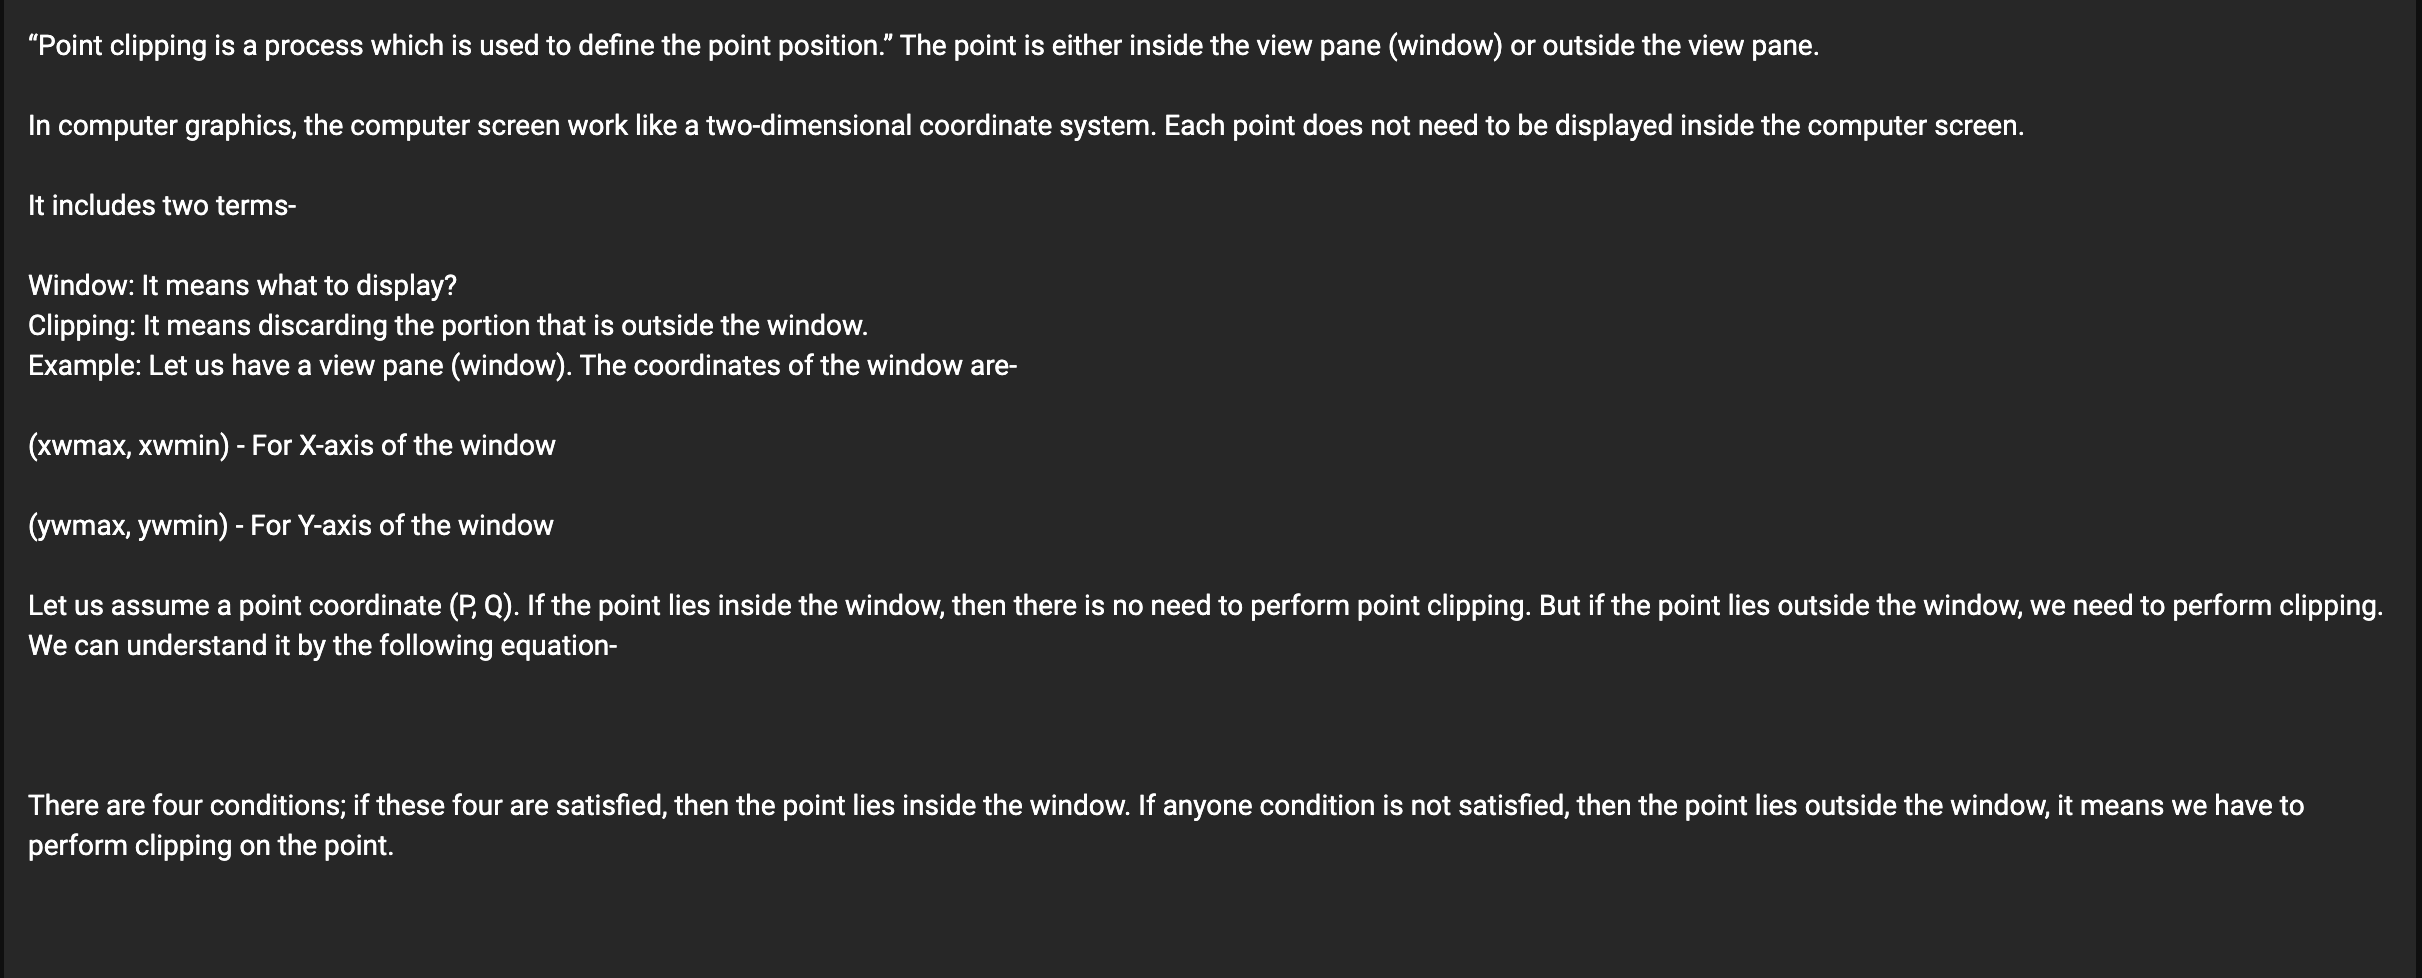 “Point clipping is a process which is used to define the point position.” The point is either inside the view pane (window) or outside the view pane.
In computer graphics, the computer screen work like a two-dimensional coordinate system. Each point does not need to be displayed inside the computer screen.
It includes two terms-
Window: It means what to display?
Clipping: It means discarding the portion that is outside the window.
Example: Let us have a view pane (window). The coordinates of the window are-
(xwmax, xwmin) - For X-axis of the window
(ywmax, ywmin) - For Y-axis of the window
Let us assume a point coordinate (P, Q). If the point lies inside the window, then there is no need to perform point clipping. But if the point lies outside the window, we need to perform clipping.
We can understand it by the following equation-
There are four conditions; if these four are satisfied, then the point lies inside the window. If anyone condition is not satisfied, then the point lies outside the window, it means we have to
perform clipping on the point.